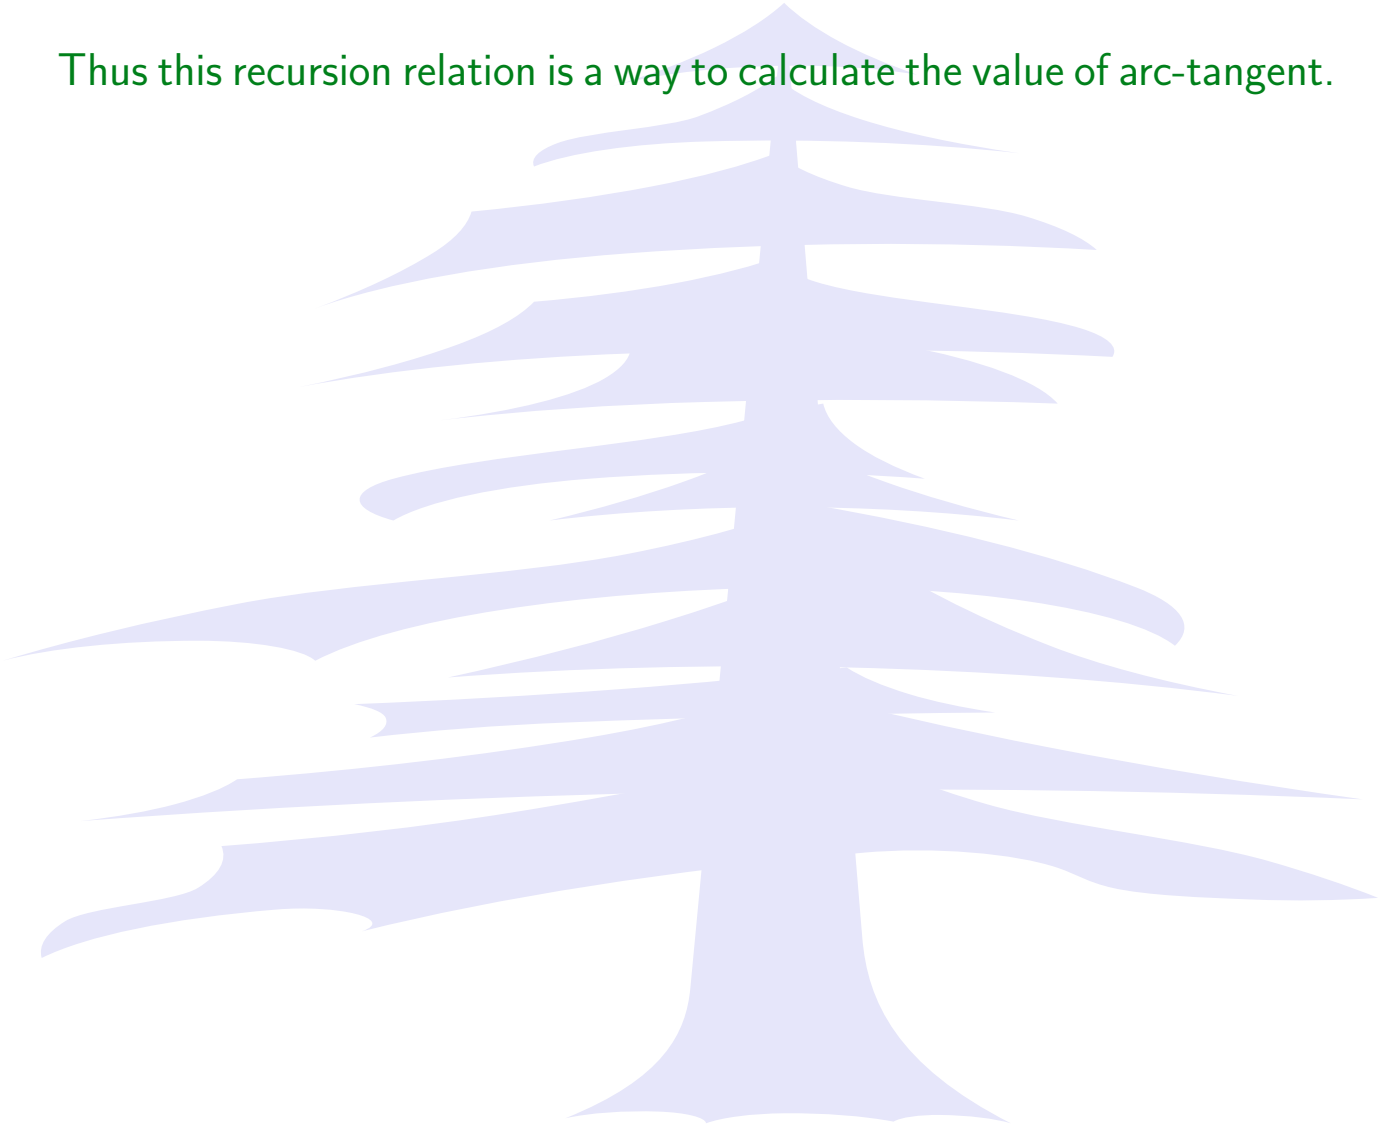 Thus this recursion relation is a way to calculate the value of arc-tangent.